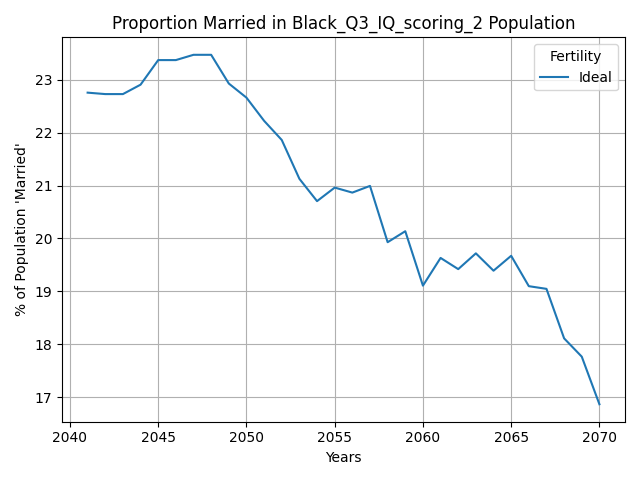 Proportion Married in Black_Q3_IQ_scoring_2 Population
Fertility
Ideal
% of Population 'Married'
23
22
21
20
19
18
17
2040
2045
2050
2055
2060
2065
2070
Years